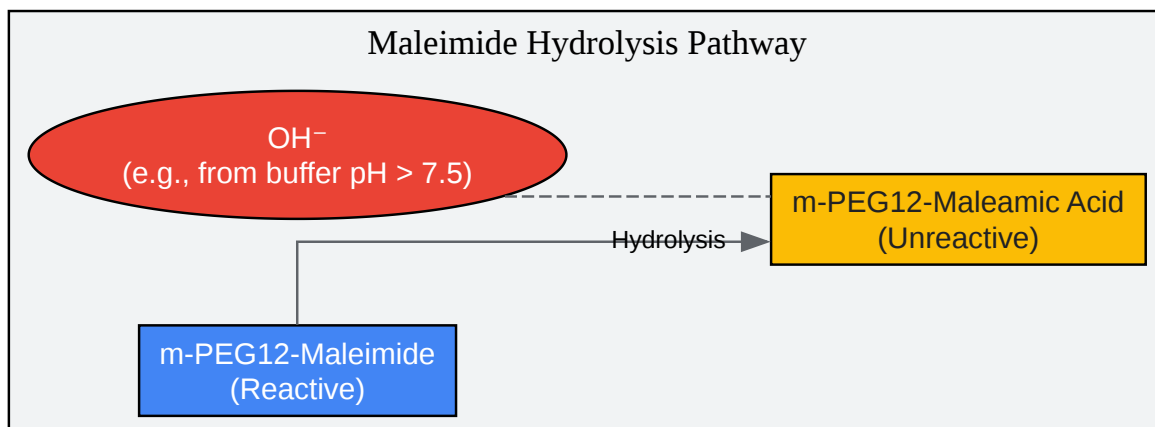 Maleimide Hydrolysis Pathway
OH⁻
(e.g., from buffer pH > 7.5)
m-PEG12-Maleamic Acid
(Unreactive)
Hydrolysis
m-PEG12-Maleimide
(Reactive)